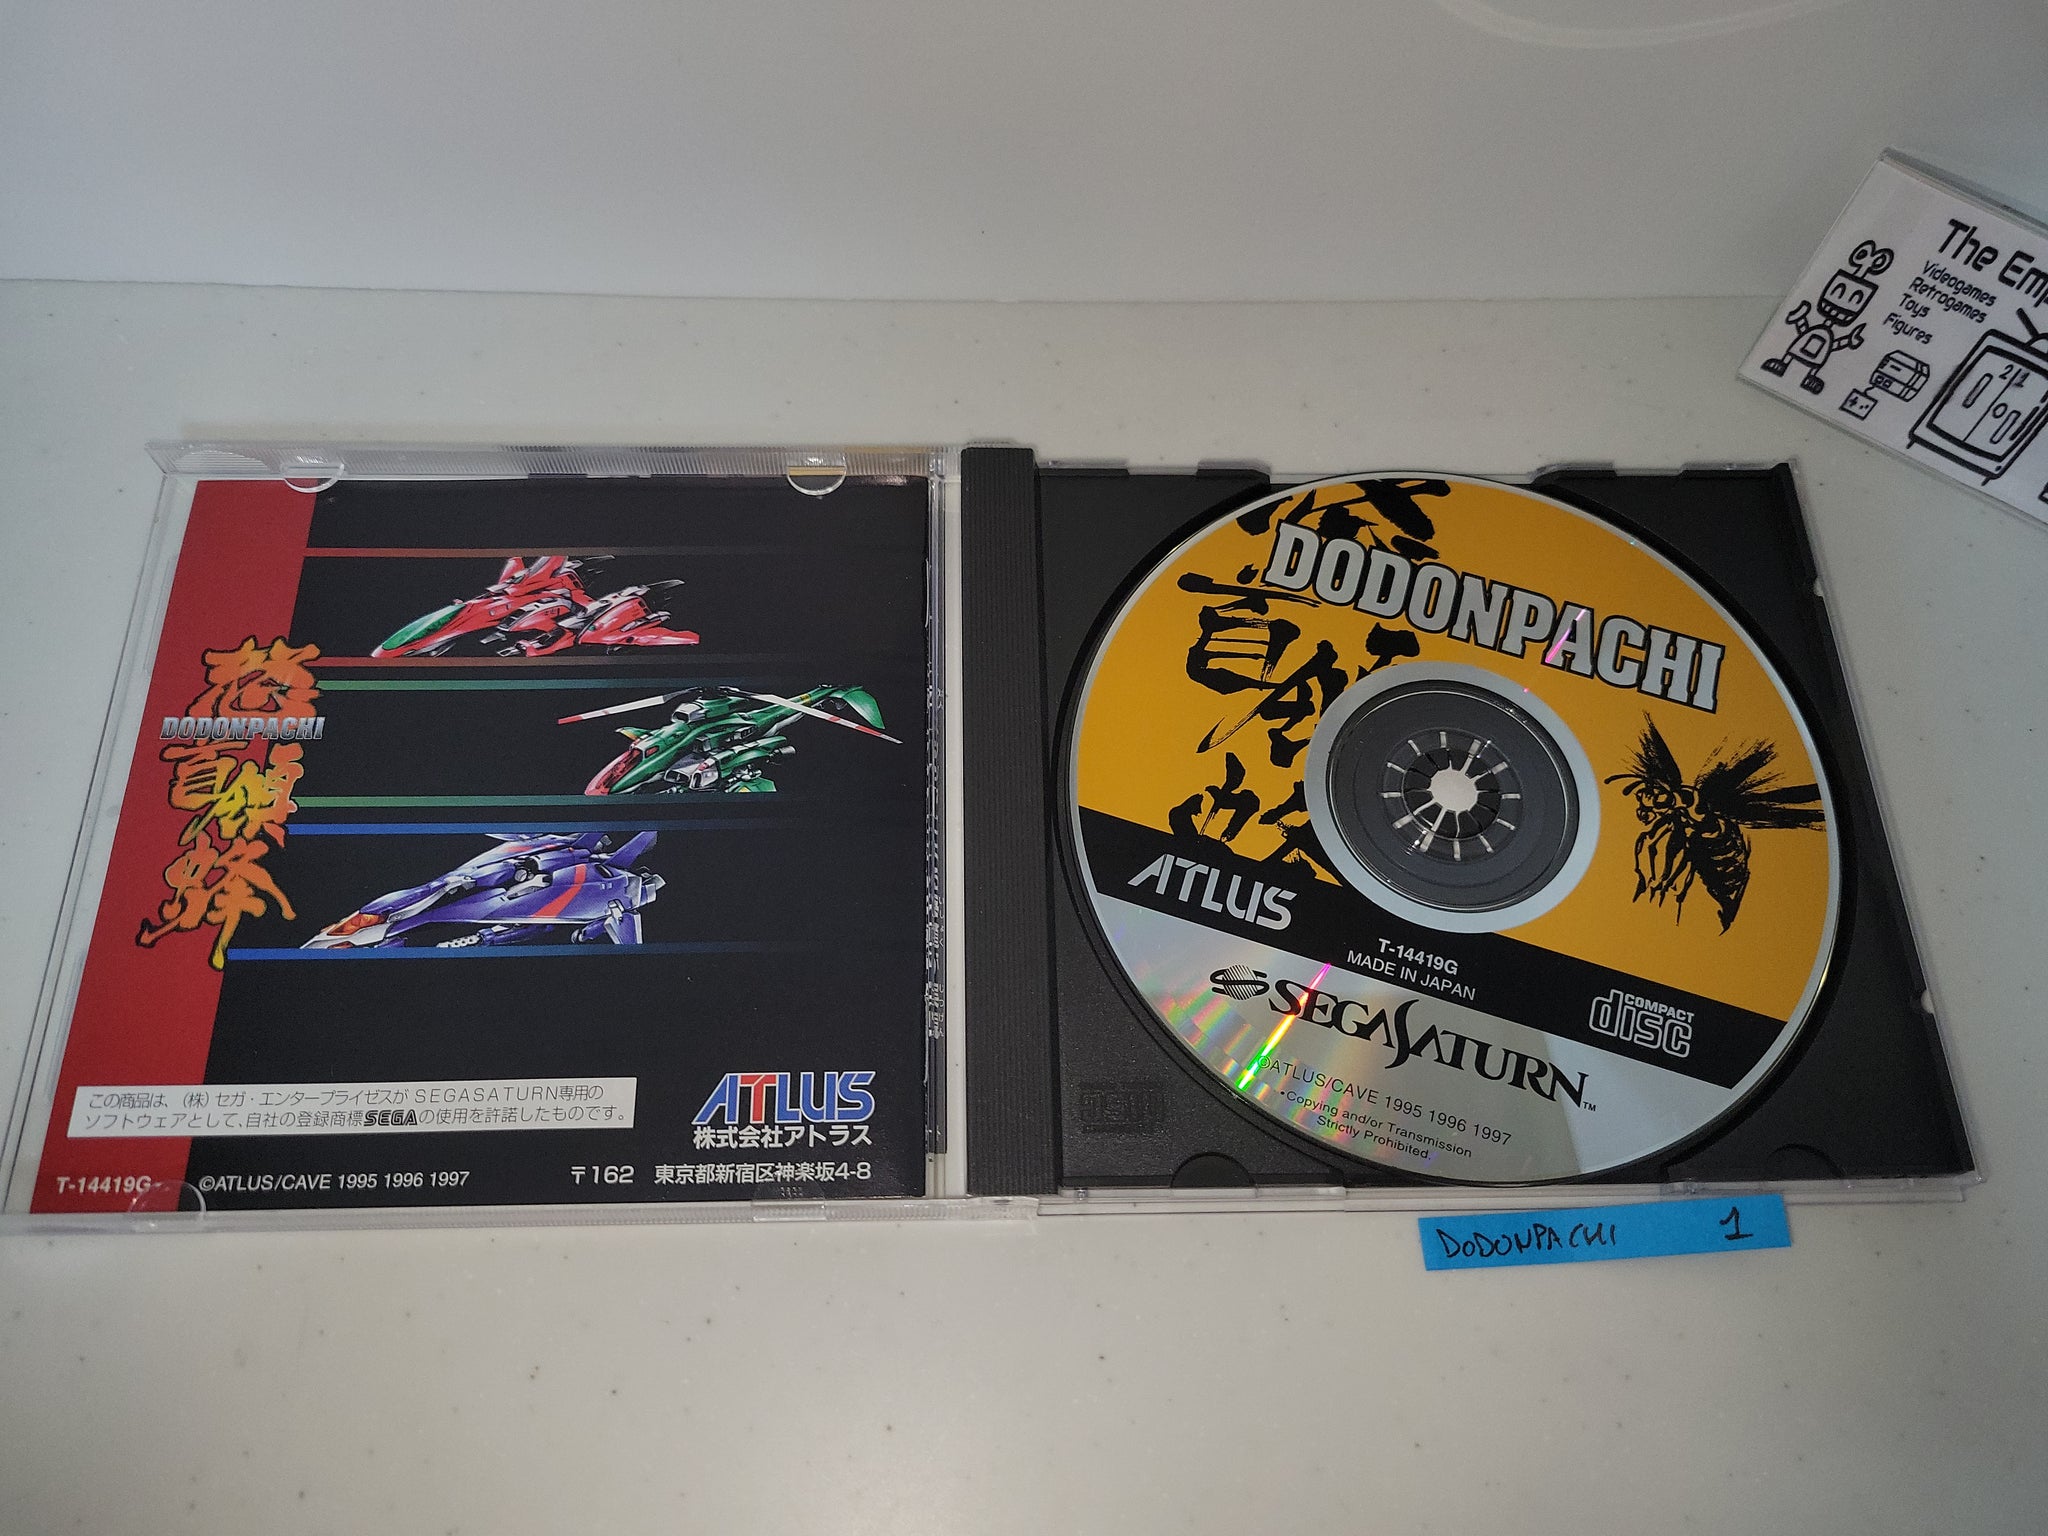 The Emp
Videogames
Retrogames
Toys
Figures
21
怒
DODONPACHI
首領
蜂
この商品は、(株)セガ・エンタープライゼスがSEGASATURN専用の
ソフトウェアとして、自社の登録商標SEGAの使用を許諾したものです。
ATLUS
株式会社アトラス
T-14419G
©ATLUS/CAVE 1995 1996 1997
〒162 東京都新宿区神楽坂4-8
怒
DODONPACHI
首領
蜂
ATLUS
T-14419G
MADE IN JAPAN
COMPACT
disc
SEGASATURN™
©ATLUS/CAVE 1995 1996 1997
•Copying and/or Transmission
Strictly Prohibited.
DODONPACHI 1